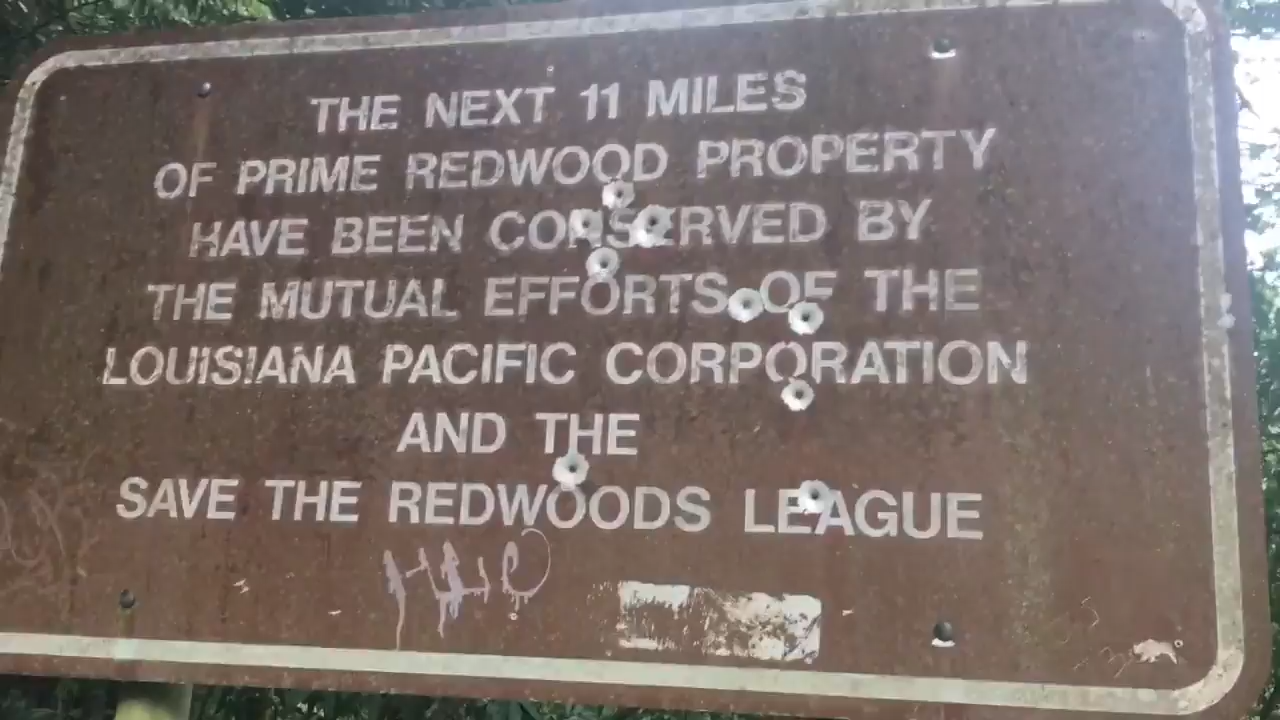 THE NEXT 11 MILES
OF PRIME REDWOOD PROPERTY
HAVE BEEN CONSERVED BY
THE MUTUAL EFFORTS OF THE
LOUISIANA PACIFIC CORPORATION
AND THE
SAVE THE REDWOODS LEAGUE